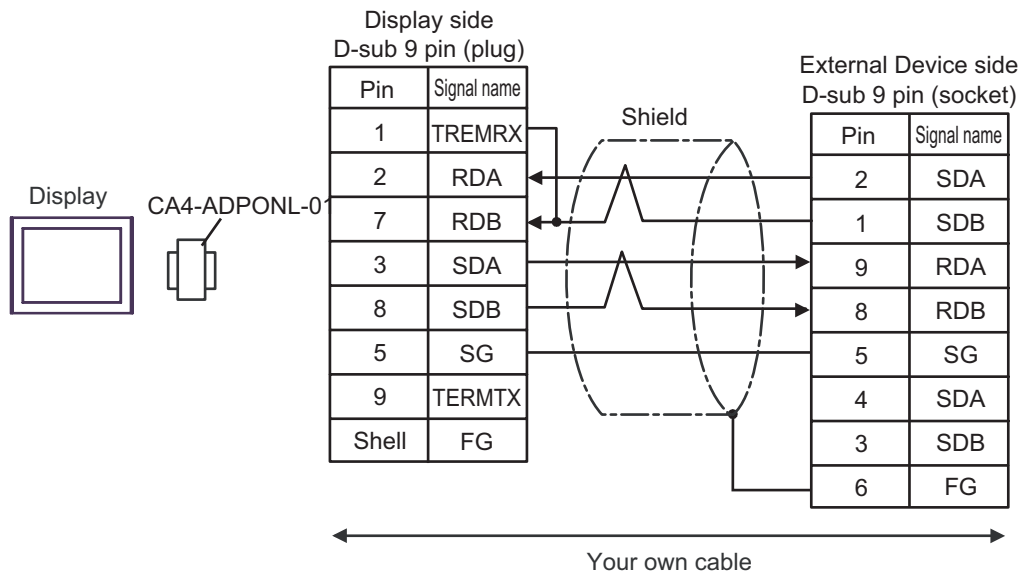 Display side
D-sub 9 pin (plug)
External Device side
D-sub 9 pin (socket)
Pin Signal name
1 TREMRX
2 RDA
7 RDB
3 SDA
8 SDB
5 SG
9 TERMTX
Shell FG
Shield
Pin Signal name
2 SDA
1 SDB
9 RDA
8 RDB
5 SG
4 SDA
3 SDB
6 FG
Display
CA4-ADPONL-01
Your own cable